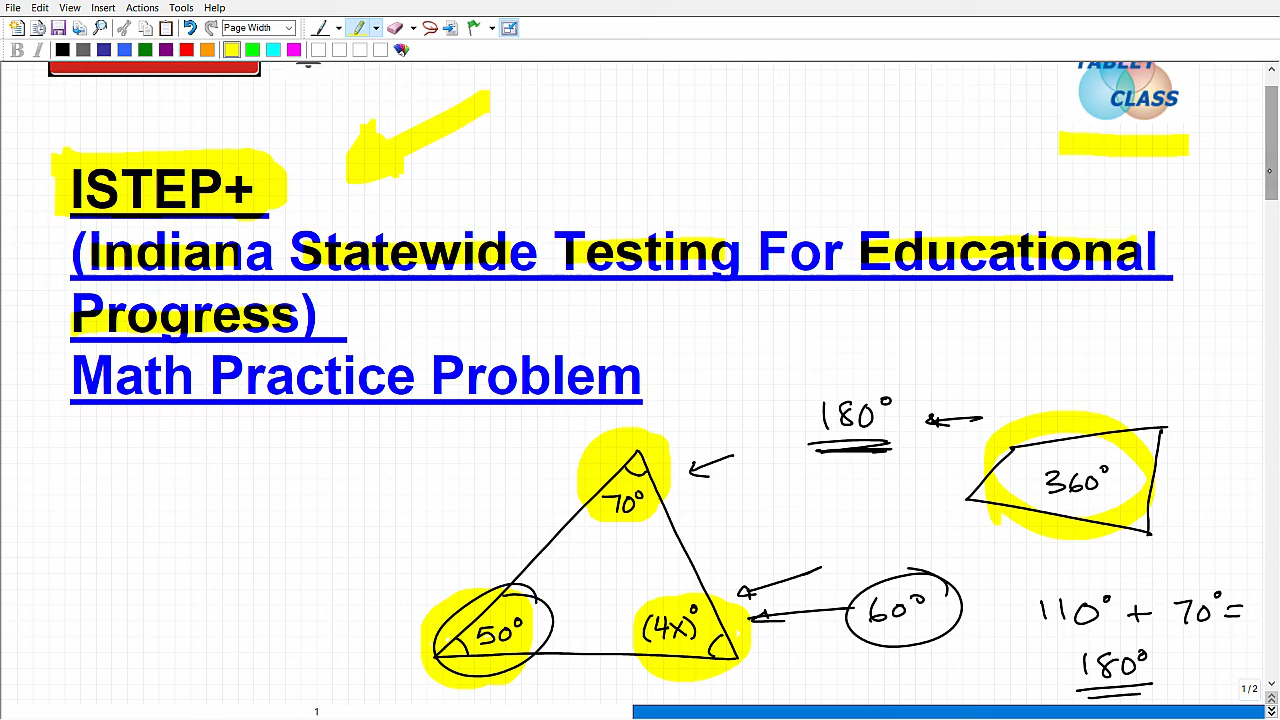 File Edit View Insert Actions Tools Help
Page Width
B I
TABLET
CLASS
ISTEP+
(Indiana Statewide Testing For Educational
Progress)
Math Practice Problem
180°
360°
70°
50°
(4x)°
60°
110° + 70° =
180°
1
1/2